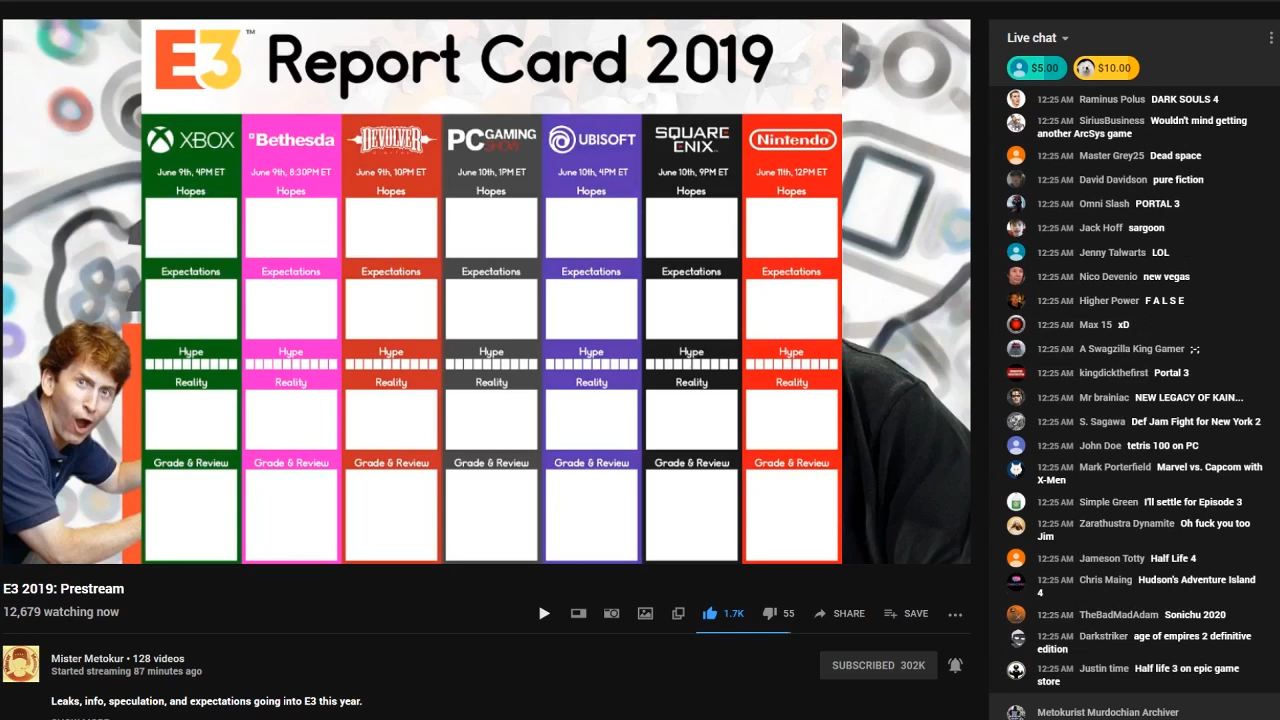 E3™ Report Card 2019
XBOX
Bethesda
DEVOLVER
DIGITAL
PC GAMING
SHOW
UBISOFT
SQUARE
ENIX
Nintendo
June 9th, 4PM ET
June 9th, 8:30PM ET
June 9th, 10PM ET
June 10th, 1PM ET
June 10th, 4PM ET
June 10th, 9PM ET
June 11th, 12PM ET
Hopes Hopes Hopes Hopes Hopes Hopes Hopes
Expectations Expectations Expectations Expectations Expectations Expectations Expectations
Hype Hype Hype Hype Hype Hype Hype
Reality Reality Reality Reality Reality Reality Reality
Grade & Review Grade & Review Grade & Review Grade & Review Grade & Review Grade & Review Grade & Review
E3 2019: Prestream
12,679 watching now
1.7K 55 SHARE SAVE
Mister Metokur • 128 videos
Started streaming 87 minutes ago
SUBSCRIBED 302K
Leaks, info, speculation, and expectations going into E3 this year.
Live chat
$5.00 $10.00
12:25 AM Raminus Polus DARK SOULS 4
12:25 AM SiriusBusiness Wouldn't mind getting
another ArcSys game
12:25 AM Master Grey25 Dead space
12:25 AM David Davidson pure fiction
12:25 AM Omni Slash PORTAL 3
12:25 AM Jack Hoff sargoon
12:25 AM Jenny Talwarts LOL
12:25 AM Nico Devenio new vegas
12:25 AM Higher Power F A L S E
12:25 AM Max 15 xD
12:25 AM A Swagzilla King Gamer ;-;
12:25 AM kingdickthefirst Portal 3
12:25 AM Mr brainiac NEW LEGACY OF KAIN...
12:25 AM S. Sagawa Def Jam Fight for New York 2
12:25 AM John Doe tetris 100 on PC
12:25 AM Mark Porterfield Marvel vs. Capcom with
X-Men
12:25 AM Simple Green I'll settle for Episode 3
12:25 AM Zarathustra Dynamite Oh fuck you too
Jim
12:25 AM Jameson Totty Half Life 4
12:25 AM Chris Maing Hudson's Adventure Island
4
12:25 AM TheBadMadAdam Sonichu 2020
12:25 AM Darkstriker age of empires 2 definitive
edition
12:25 AM Justin time Half life 3 on epic game
store
Metokurist Murdochian Archiver